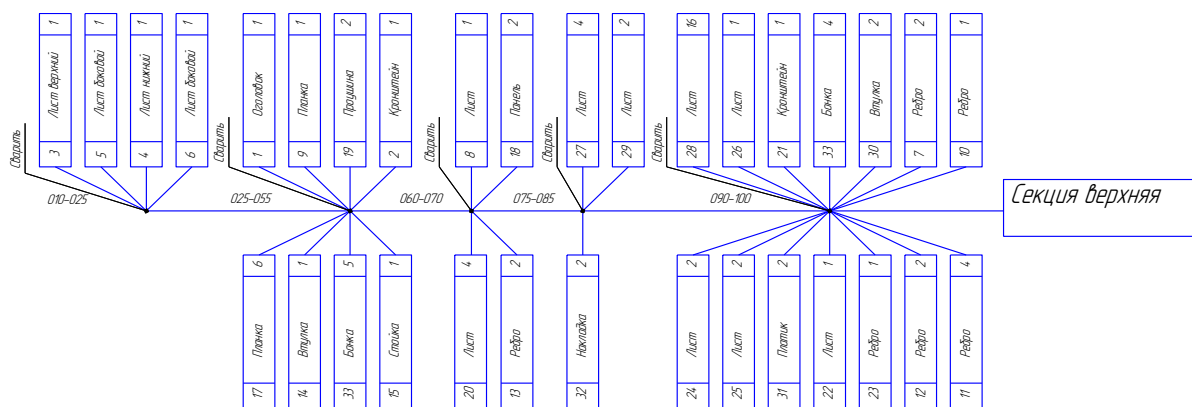 Сварить
1 Лист верхний 3
1 Лист боковой 5
1 Лист нижний 4
1 Лист боковой 6
010-025
Сварить
1 Оголовок 1
1 Планка 9
2 Проушина 19
1 Кронштейн 2
025-055
6 Планка 17
1 Втулка 14
5 Бонка 33
1 Стойка 15
Сварить
1 Лист 8
2 Панель 18
060-070
4 Лист 20
2 Ребро 13
Сварить
4 Лист 27
2 Лист 29
075-085
2 Накладка 32
Сварить
16 Лист 28
1 Лист 26
1 Кронштейн 21
4 Бонка 33
2 Втулка 30
2 Ребро 7
1 Ребро 10
090-100
2 Лист 24
2 Лист 25
2 Платик 31
1 Лист 22
1 Ребро 23
2 Ребро 12
4 Ребро 11
Секция верхняя